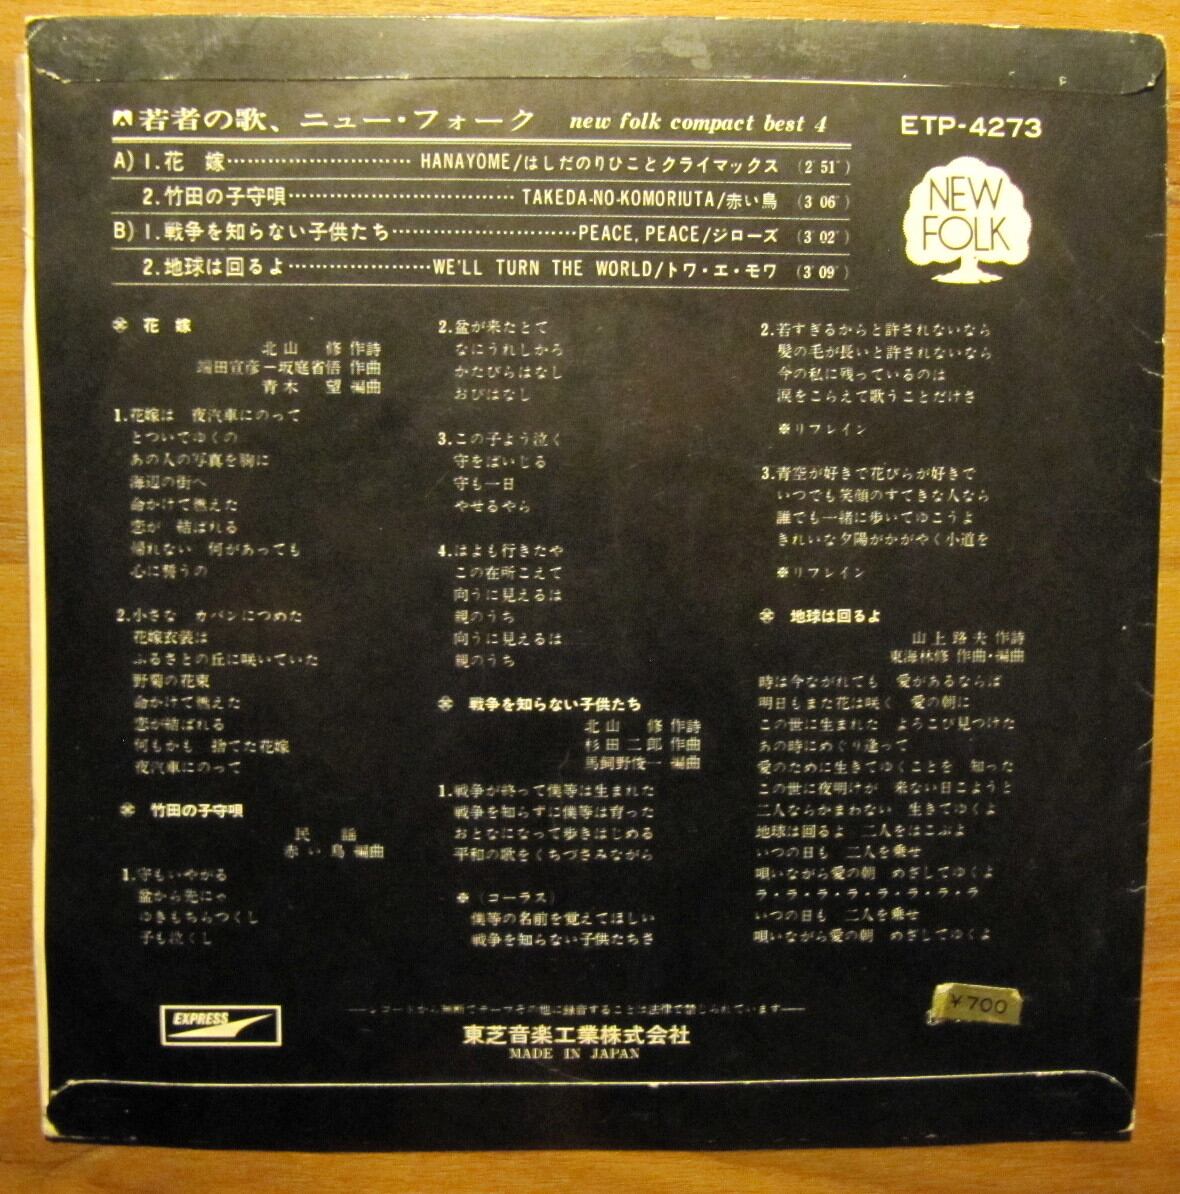 若者の歌、ニュー・フォーク new folk compact best 4
ETP-4273
NEW
FOLK
A) 1.花 嫁………………………HANAYOME/はしだのりひことクライマックス (2'51")
2.竹田の子守唄……………………………TAKEDA-NO-KOMORIUTA/赤い鳥 (3'06")
B) 1.戦争を知らない子供たち………………………PEACE, PEACE/ジローズ (3'02")
2.地球は回るよ…………………WE'LL TURN THE WORLD/トワ・エ・モワ (3'09")
※ 花 嫁
北山 修 作詩
端田宣彦-坂庭省悟 作曲
青木 望 編曲
1.花嫁は 夜汽車にのって
とついでゆくの
あの人の写真を胸に
海辺の街へ
命かけて燃えた
恋が 結ばれる
帰れない 何があっても
心に誓うの
2.小さな カバンにつめた
花嫁衣装は
ふるさとの丘に咲いていた
野菊の花束
命かけて燃えた
恋が結ばれる
何もかも 捨てた花嫁
夜汽車にのって
※ 竹田の子守唄
民 謡
赤い鳥 編曲
1.守もいやがる
盆から先にゃ
ゆきもちらつくし
子も泣くし
2.盆が来たとて
なにうれしかろ
かたびらはなし
おびはなし
3.この子よう泣く
守をばいじる
守も一日
やせるやら
4.はよも行きたや
この在所こえて
向うに見えるは
親のうち
向うに見えるは
親のうち
※ 戦争を知らない子供たち
北山 修 作詩
杉田二郎 作曲
馬飼野俊一 編曲
1.戦争が終って僕等は生まれた
戦争を知らずに僕等は育った
おとなになって歩きはじめる
平和の歌をくちづさみながら
※(コーラス)
僕等の名前を覚えてほしい
戦争を知らない子供たちさ
2.若すぎるからと許されないなら
髪の毛が長いと許されないなら
今の私に残っているのは
涙をこらえて歌うことだけさ
※リフレイン
3.青空が好きで花びらが好きで
いつでも笑顔のすてきな人なら
誰でも一緒に歩いてゆこうよ
きれいな夕陽がかがやく小道を
※リフレイン
※ 地球は回るよ
山上路夫 作詩
東海林修 作曲・編曲
時は今ながれても 愛があるならば
明日もまた花は咲く 愛の朝に
この世に生まれた よろこび見つけた
あの時にめぐり逢って
愛のために生きてゆくことを 知った
この世に夜明けが 来ない日こようと
二人ならかまわない 生きてゆくよ
地球は回るよ 二人をはこぶよ
いつの日も 二人を乗せ
唄いながら愛の朝 めざしてゆくよ
ラ・ラ・ラ・ラ・ラ・ラ・ラ・ラ
いつの日も 二人を乗せ
唄いながら愛の朝 めざしてゆくよ
EXPRESS
——レコードから無断でテープその他に録音することは法律で禁じられています——
東芝音楽工業株式会社
MADE IN JAPAN
¥700